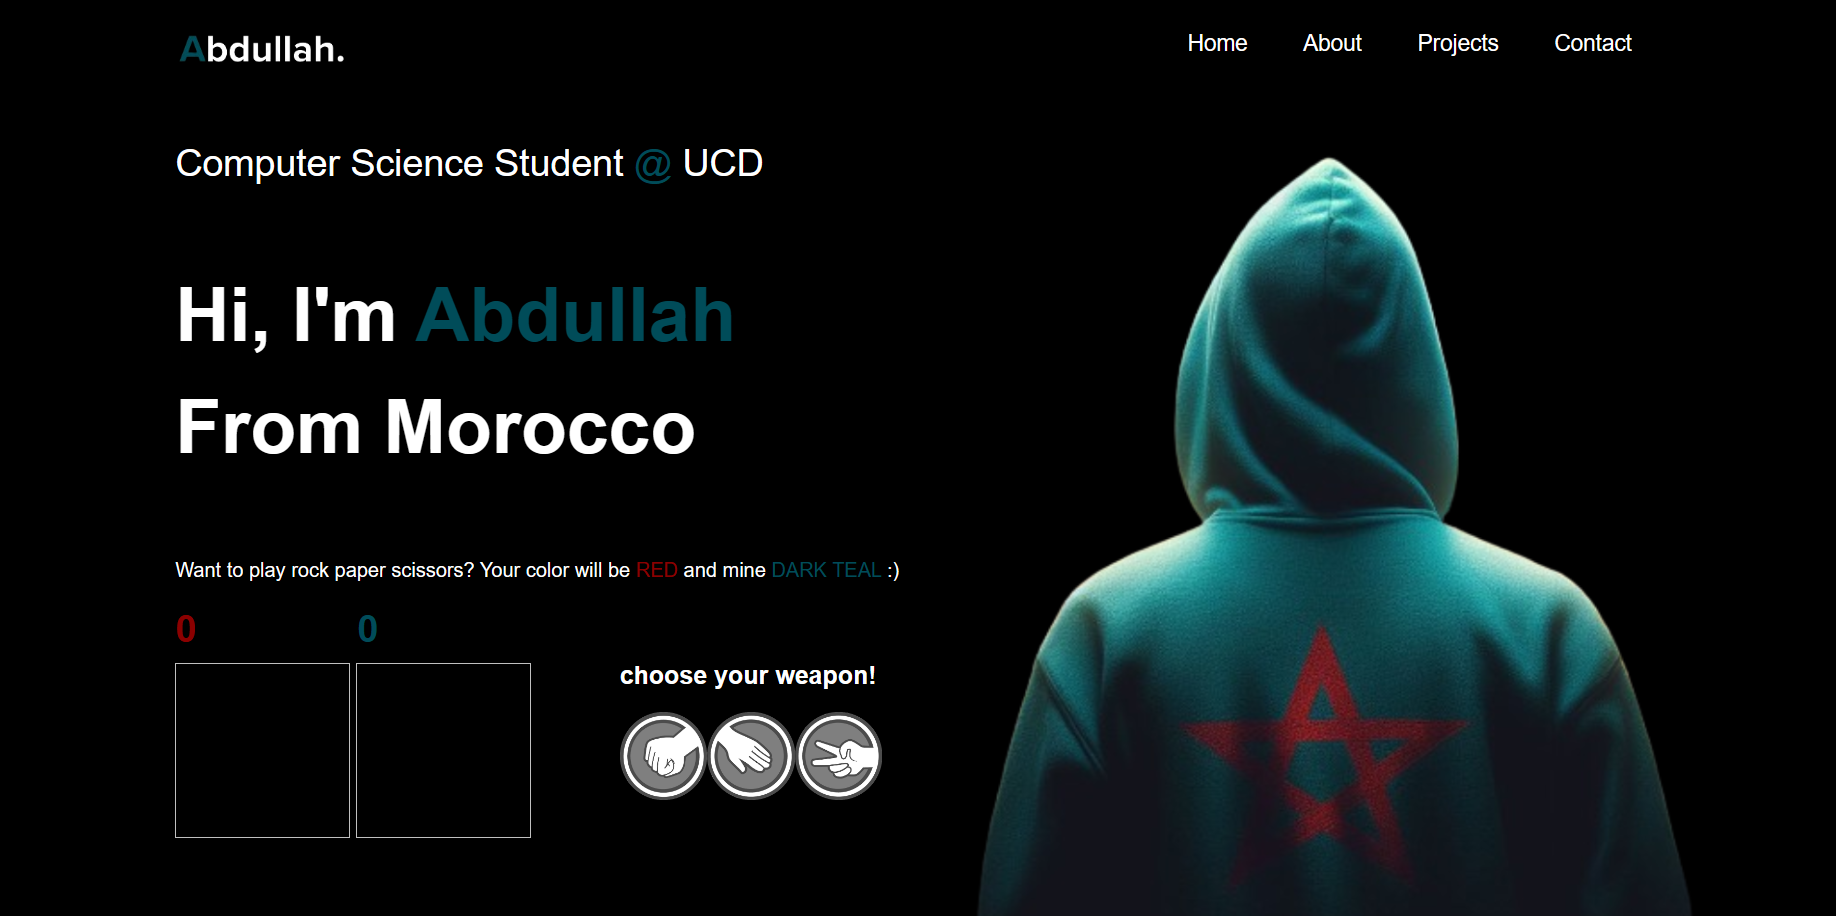 Abdullah.
Home About Projects Contact
Computer Science Student @ UCD
Hi, I'm Abdullah
From Morocco
Want to play rock paper scissors? Your color will be RED and mine DARK TEAL :)
0 0
choose your weapon!